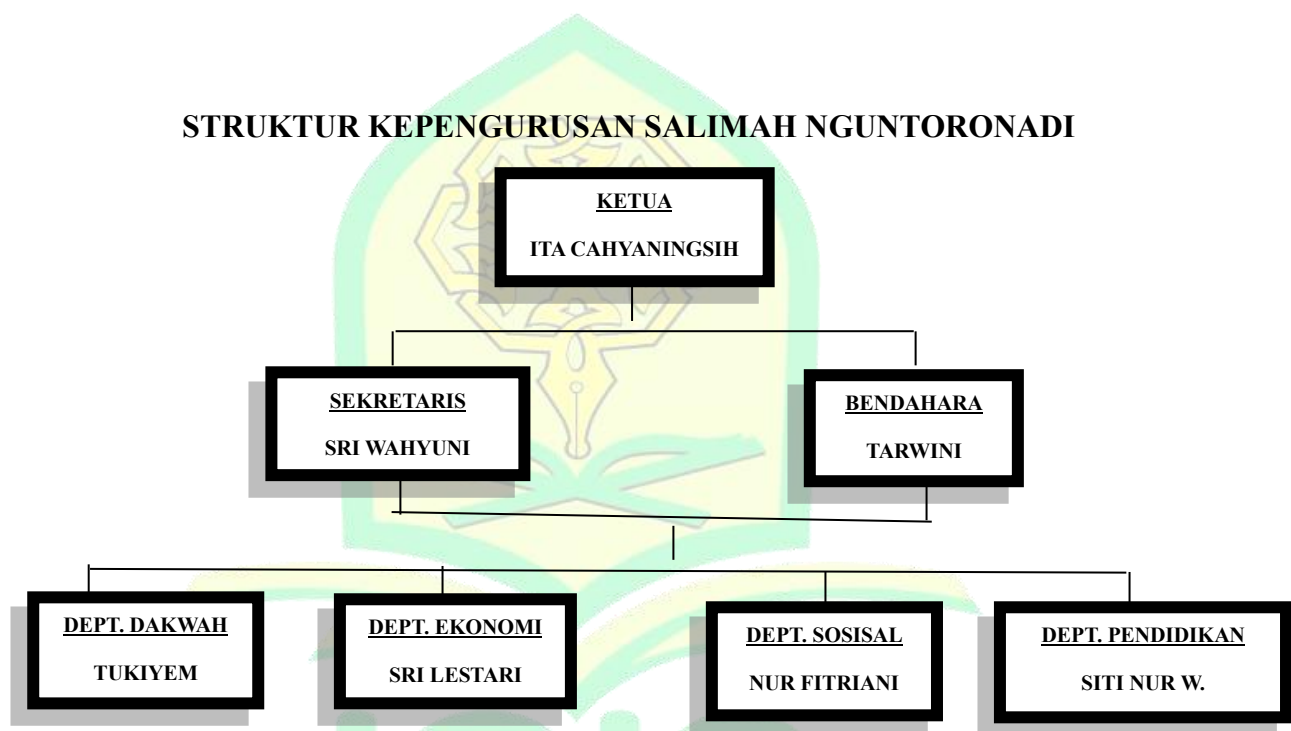 STRUKTUR KEPENGURUSAN SALIMAH NGUNTORONADI
KETUA
ITA CAHYANINGSIH
SEKRETARIS
SRI WAHYUNI
BENDAHARA
TARWINI
DEPT. DAKWAH
TUKIYEM
DEPT. EKONOMI
SRI LESTARI
DEPT. SOSISAL
NUR FITRIANI
DEPT. PENDIDIKAN
SITI NUR W.